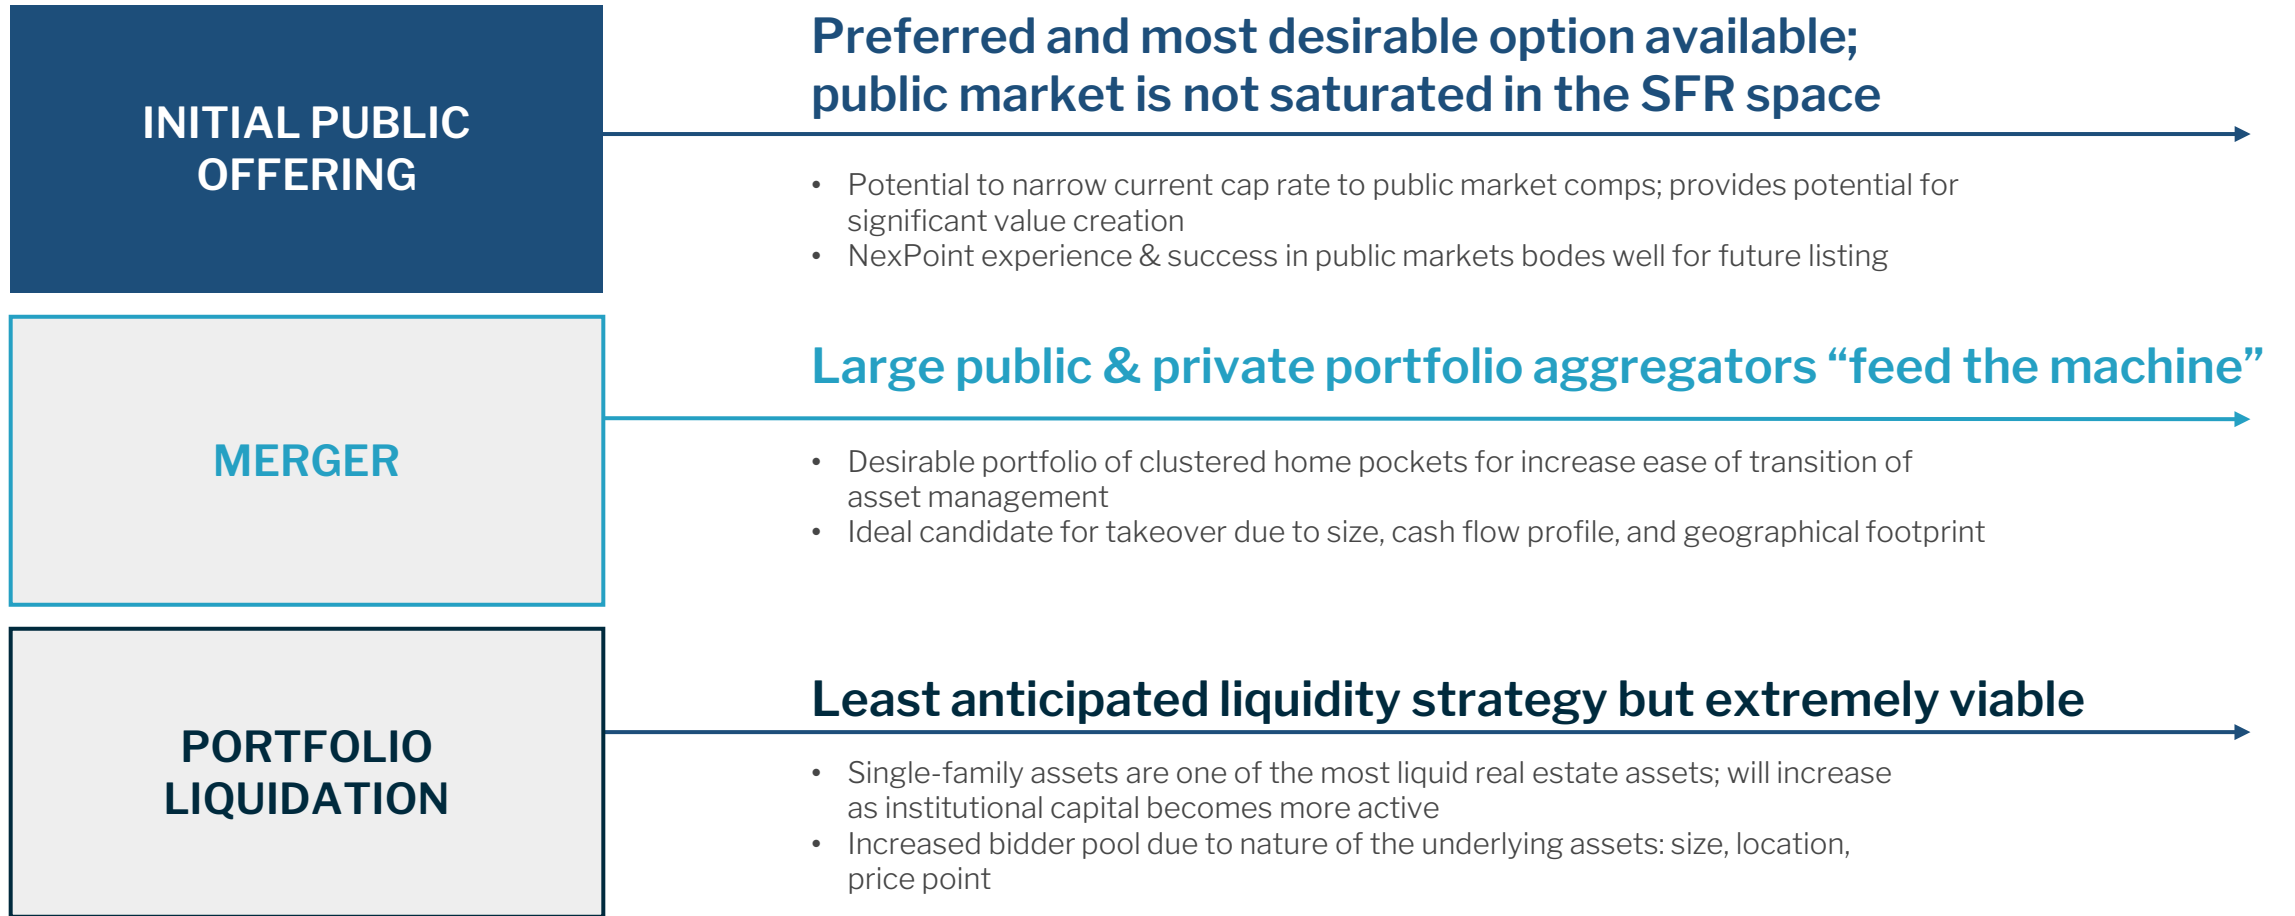 INITIAL PUBLIC
OFFERING
Preferred and most desirable option available;
public market is not saturated in the SFR space
• Potential to narrow current cap rate to public market comps; provides potential for
significant value creation
• NexPoint experience & success in public markets bodes well for future listing
MERGER
Large public & private portfolio aggregators “feed the machine”
• Desirable portfolio of clustered home pockets for increase ease of transition of
asset management
• Ideal candidate for takeover due to size, cash flow profile, and geographical footprint
PORTFOLIO
LIQUIDATION
Least anticipated liquidity strategy but extremely viable
• Single-family assets are one of the most liquid real estate assets; will increase
as institutional capital becomes more active
• Increased bidder pool due to nature of the underlying assets: size, location,
price point